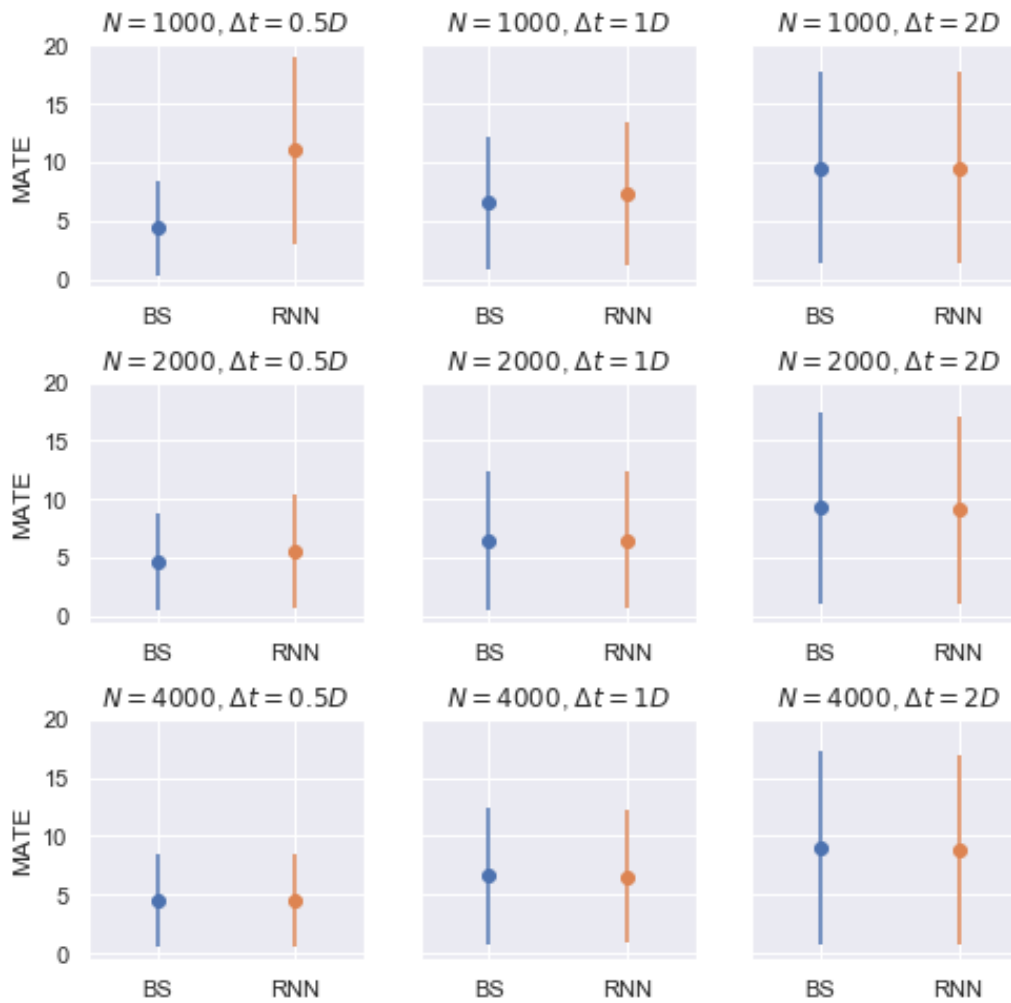 N = 1000, Δt = 0.5D N = 1000, Δt = 1D N = 1000, Δt = 2D
20
15
10
5
0
MATE
BS RNN BS RNN BS RNN
N = 2000, Δt = 0.5D N = 2000, Δt = 1D N = 2000, Δt = 2D
20
15
10
5
0
MATE
BS RNN BS RNN BS RNN
N = 4000, Δt = 0.5D N = 4000, Δt = 1D N = 4000, Δt = 2D
20
15
10
5
0
MATE
BS RNN BS RNN BS RNN